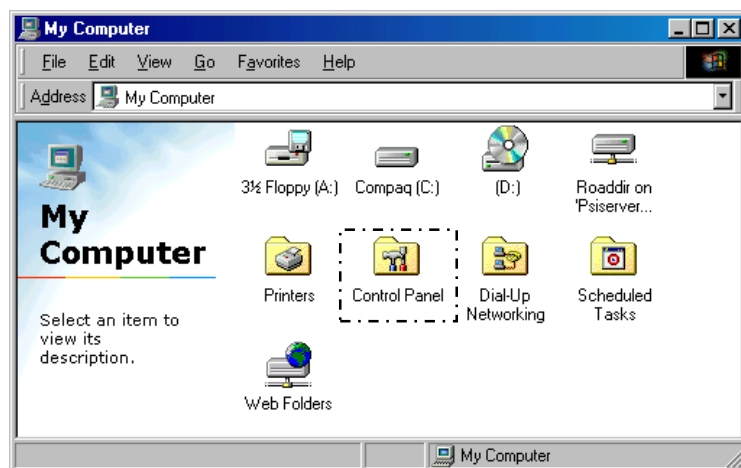 My Computer
File Edit View Go Favorites Help
Address My Computer
3½ Floppy (A:) Compaq (C:) (D:) Roaddir on
'Psiserver...
My
Computer
Printers Control Panel Dial-Up Scheduled
Networking Tasks
Select an item to
view its
description.
Web Folders
My Computer